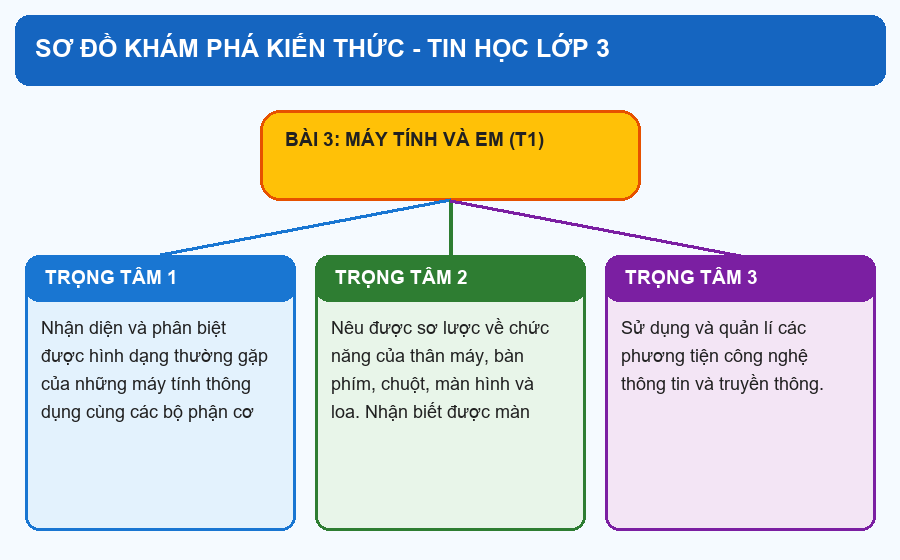 SƠ ĐỒ KHÁM PHÁ KIẾN THỨC - TIN HỌC LỚP 3
BÀI 3: MÁY TÍNH VÀ EM (T1)
TRỌNG TÂM 1
Nhận diện và phân biệt
được hình dạng thường gặp
của những máy tính thông
dụng cùng các bộ phận cơ
TRỌNG TÂM 2
Nêu được sơ lược về chức
năng của thân máy, bàn
phím, chuột, màn hình và
loa. Nhận biết được màn
TRỌNG TÂM 3
Sử dụng và quản lí các
phương tiện công nghệ
thông tin và truyền thông.